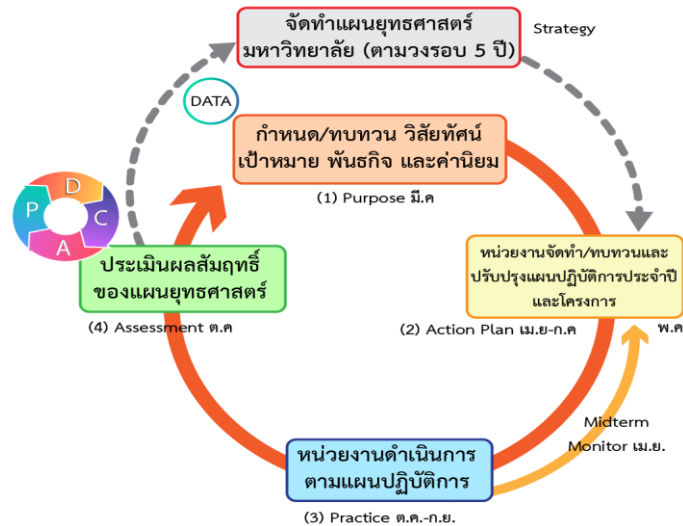 จัดทำแผนยุทธศาสตร์
มหาวิทยาลัย (ตามวงรอบ 5 ปี)
Strategy
DATA
กำหนด/ทบทวน วิสัยทัศน์
เป้าหมาย พันธกิจ และค่านิยม
(1) Purpose มี.ค
P
D
C
A
ประเมินผลสัมฤทธิ์
ของแผนยุทธศาสตร์
(4) Assessment ต.ค
หน่วยงานจัดทำ/ทบทวนและ
ปรับปรุงแผนปฏิบัติการประจำปี
และโครงการ
(2) Action Plan เม.ย-ก.ค
พ.ค
Midterm
Monitor เม.ย.
หน่วยงานดำเนินการ
ตามแผนปฏิบัติการ
(3) Practice ต.ค.-ก.ย.